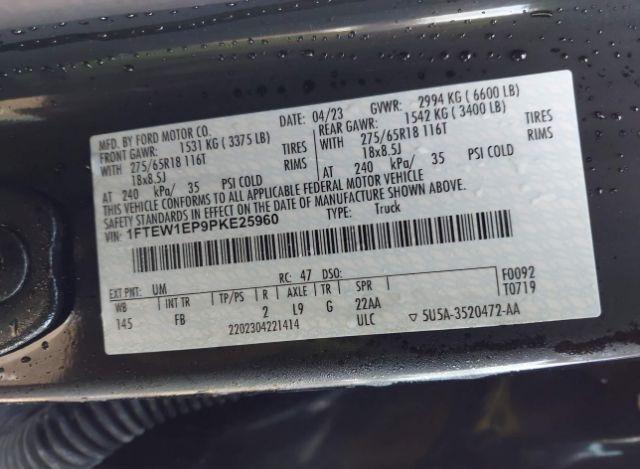 MFD. BY FORD MOTOR CO.
DATE: 04/23 GVWR: 2994 KG ( 6600 LB)
FRONT GAWR: 1531 KG ( 3375 LB) REAR GAWR: 1542 KG ( 3400 LB)
WITH 275/65R18 116T TIRES WITH 275/65R18 116T TIRES
18x8.5J RIMS 18x8.5J RIMS
AT 240 kPa/ 35 PSI COLD AT 240 kPa/ 35 PSI COLD
THIS VEHICLE CONFORMS TO ALL APPLICABLE FEDERAL MOTOR VEHICLE
SAFETY STANDARDS IN EFFECT ON THE DATE OF MANUFACTURE SHOWN ABOVE.
VIN: 1FTEW1EP9PKE25960 TYPE: Truck
EXT PNT: UM RC: 47 DSO: F0092
WB INT TR TP/PS R AXLE TR SPR T0719
145 FB 2 L9 G 22AA
2202304221414 ULC ▽ 5U5A-3520472-AA